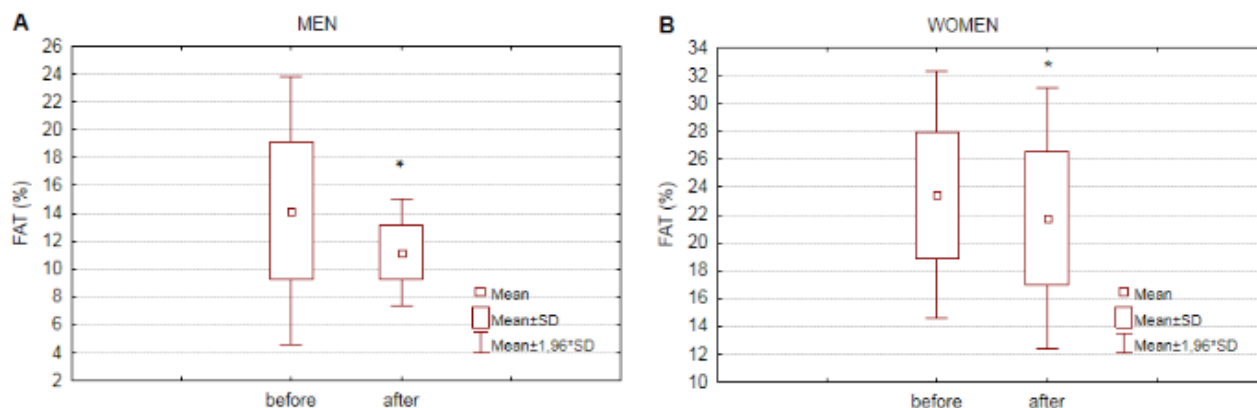 A
MEN
FAT (%)
26
24
22
20
18
16
14
12
10
8
6
4
2
*
Mean
Mean±SD
Mean±1,96*SD
before after
B
WOMEN
FAT (%)
34
32
30
28
26
24
22
20
18
16
14
12
10
*
Mean
Mean±SD
Mean±1,96*SD
before after